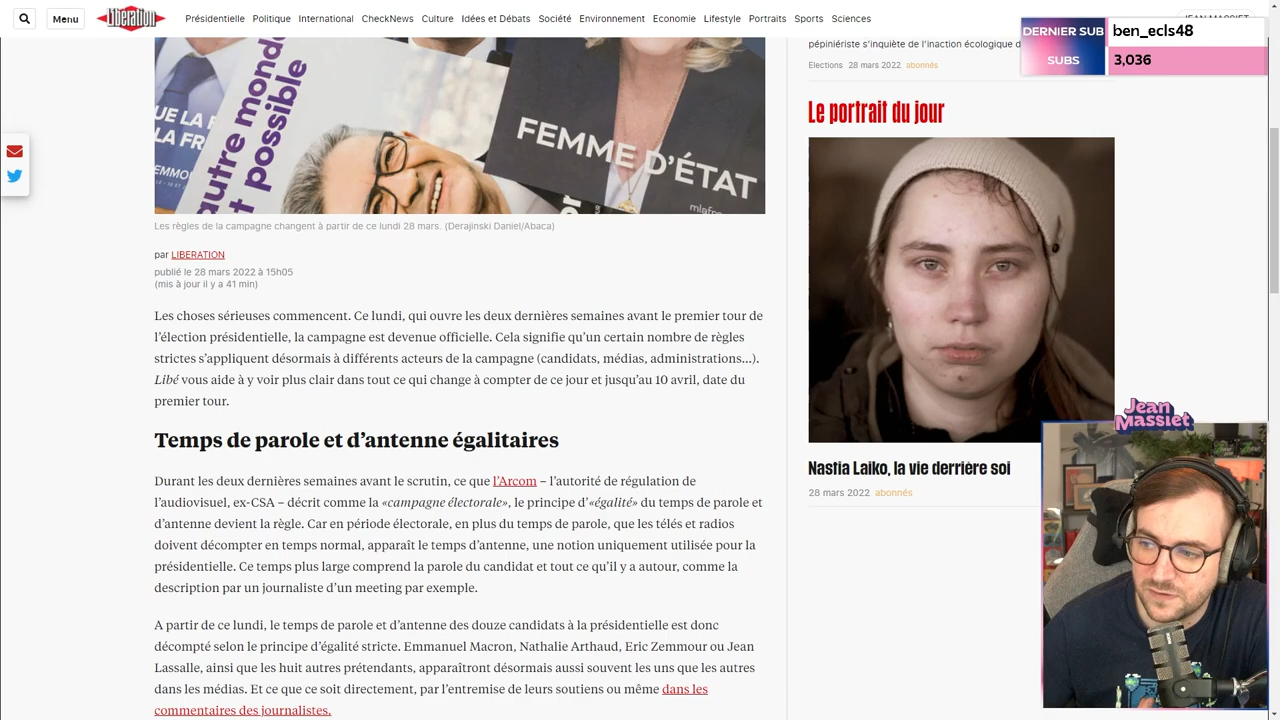 Menu
Libération
Présidentielle Politique International CheckNews Culture Idées et Débats Société Environnement Economie Lifestyle Portraits Sports Sciences
JEAN MASSIET
DERNIER SUB
ben_ecls48
SUBS
3,036
autre monde
t possible
UE LA F
LA FR
FEMME D'ÉTAT
mlafr
Les règles de la campagne changent à partir de ce lundi 28 mars. (Derajinski Daniel/Abaca)
par LIBERATION
publié le 28 mars 2022 à 15h05
(mis à jour il y a 41 min)
Les choses sérieuses commencent. Ce lundi, qui ouvre les deux dernières semaines avant le premier tour de
l'élection présidentielle, la campagne est devenue officielle. Cela signifie qu'un certain nombre de règles
strictes s'appliquent désormais à différents acteurs de la campagne (candidats, médias, administrations...).
Libé vous aide à y voir plus clair dans tout ce qui change à compter de ce jour et jusqu'au 10 avril, date du
premier tour.
Temps de parole et d'antenne égalitaires
Durant les deux dernières semaines avant le scrutin, ce que l'Arcom – l'autorité de régulation de
l'audiovisuel, ex-CSA – décrit comme la «campagne électorale», le principe d'«égalité» du temps de parole et
d'antenne devient la règle. Car en période électorale, en plus du temps de parole, que les télés et radios
doivent décompter en temps normal, apparaît le temps d'antenne, une notion uniquement utilisée pour la
présidentielle. Ce temps plus large comprend la parole du candidat et tout ce qu'il y a autour, comme la
description par un journaliste d'un meeting par exemple.
A partir de ce lundi, le temps de parole et d'antenne des douze candidats à la présidentielle est donc
décompté selon le principe d'égalité stricte. Emmanuel Macron, Nathalie Arthaud, Eric Zemmour ou Jean
Lassalle, ainsi que les huit autres prétendants, apparaîtront désormais aussi souvent les uns que les autres
dans les médias. Et ce que ce soit directement, par l'entremise de leurs soutiens ou même dans les
commentaires des journalistes.
pépiniériste s'inquiète de l'inaction écologique d
Elections 28 mars 2022 abonnés
Le portrait du jour
Nastia Laiko, la vie derrière soi
28 mars 2022 abonnés
Jean
Massiet